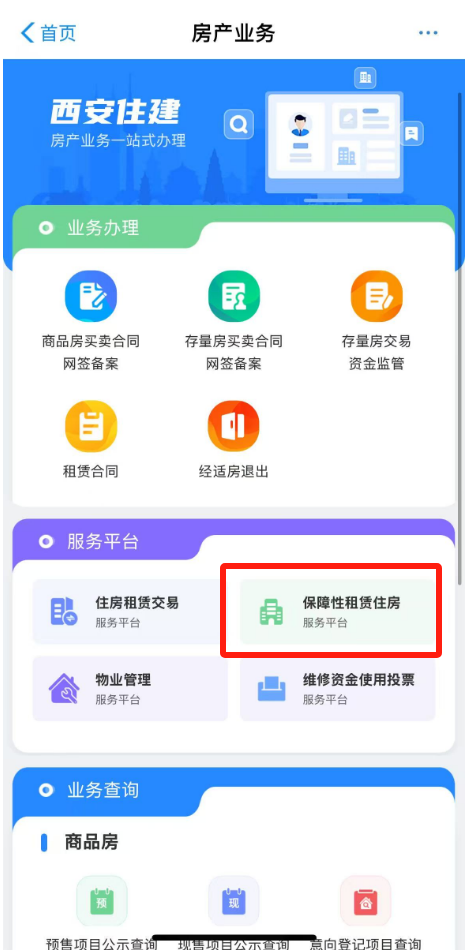 首页
房产业务
西安住建
房产业务一站式办理
业务办理
商品房买卖合同
网签备案
存量房买卖合同
网签备案
存量房交易
资金监管
租赁合同
经适房退出
服务平台
住房租赁交易
服务平台
保障性租赁住房
服务平台
物业管理
服务平台
维修资金使用投票
服务平台
业务查询
商品房
预
现
预售项目公示查询
现售项目公示查询
意向登记项目查询